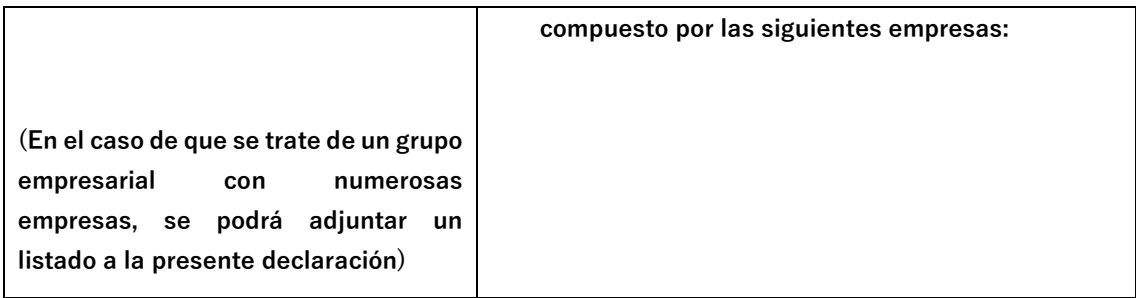 compuesto por las siguientes empresas:
(En el caso de que se trate de un grupo
empresarial con numerosas
empresas, se podrá adjuntar un
listado a la presente declaración)